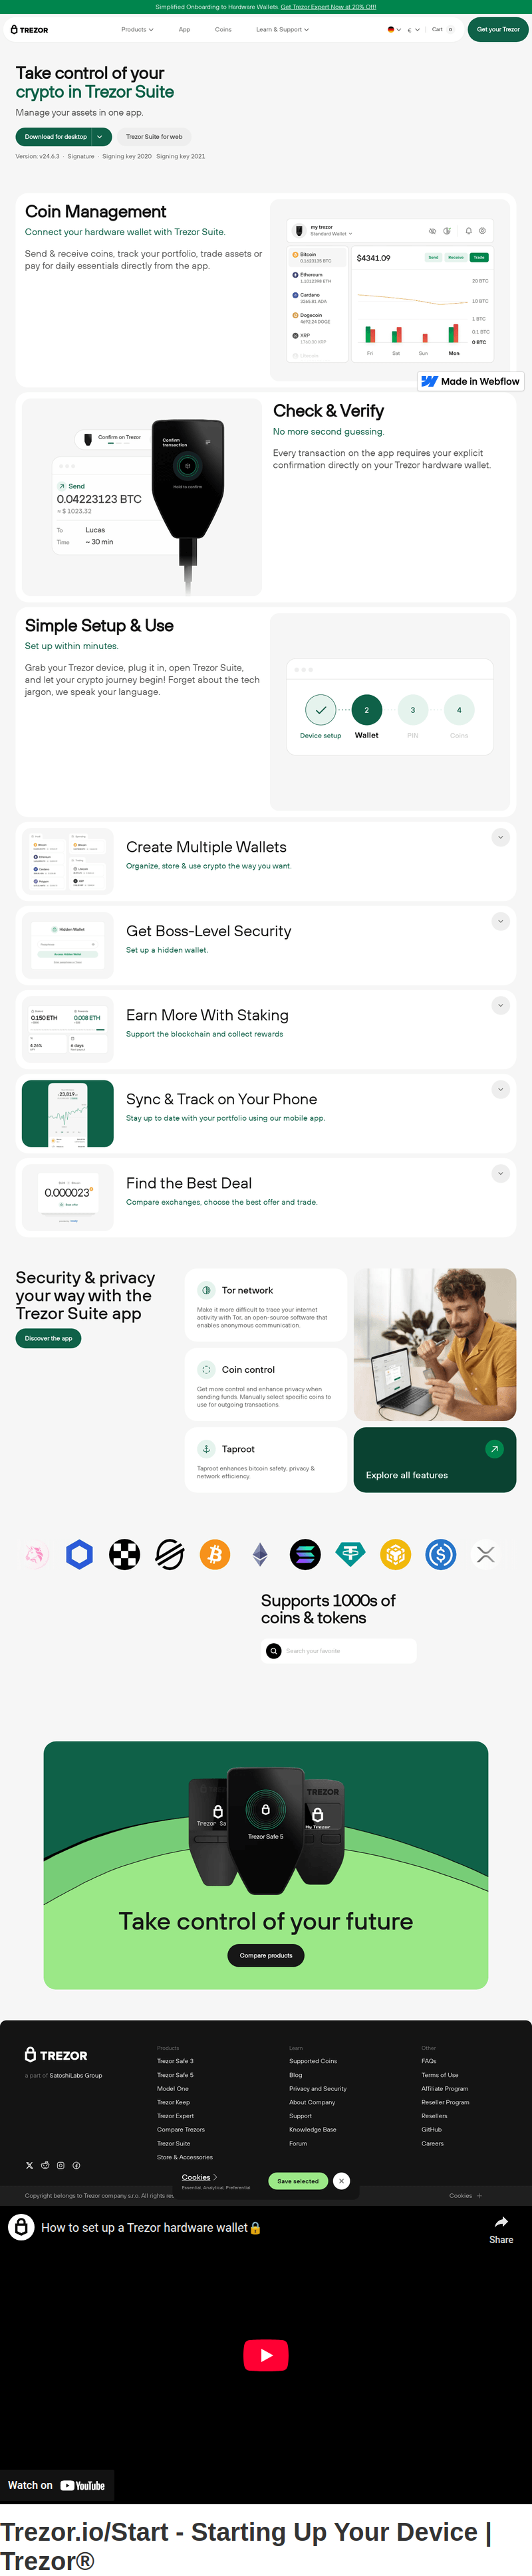 Simplified Onboarding to Hardware Wallets. Get Trezor Expert Now at 20% Off!
TREZOR
Products
App
Coins
Learn & Support
€
Cart 0
Get your Trezor
Take control of your
crypto in Trezor Suite
Manage your assets in one app.
Download for desktop
Trezor Suite for web
Version: v24.6.3 · Signature · Signing key 2020 Signing key 2021
Coin Management
Connect your hardware wallet with Trezor Suite.
Send & receive coins, track your portfolio, trade assets or
pay for daily essentials directly from the app.
my trezor
Standard Wallet
Bitcoin
Ethereum
Cardano
3265.81 ADA
Dogecoin
XRP
$4341.09
Send
Receive
Trade
20 BTC
10 BTC
1 BTC
0.1 BTC
0 BTC
Fri
Sat
Sun
Mon
Made in Webflow
Confirm on Trezor
Send
0.04223123 BTC
≈ $ 1023.32
To
Lucas
Time
~ 30 min
Confirm
transaction
Hold to confirm
Check & Verify
No more second guessing.
Every transaction on the app requires your explicit
confirmation directly on your Trezor hardware wallet.
Simple Setup & Use
Set up within minutes.
Grab your Trezor device, plug it in, open Trezor Suite,
and let your crypto journey begin! Forget about the tech
jargon, we speak your language.
2
3
4
Device setup
Wallet
PIN
Coins
Create Multiple Wallets
Organize, store & use crypto the way you want.
Hidden Wallet
Get Boss-Level Security
Set up a hidden wallet.
0.150 ETH
0.008 ETH
4.26%
6 days
Earn More With Staking
Support the blockchain and collect rewards
23,819
Sync & Track on Your Phone
Stay up to date with your portfolio using our mobile app.
0.000023
Best offer
Find the Best Deal
Compare exchanges, choose the best offer and trade.
Security & privacy
your way with the
Trezor Suite app
Discover the app
Tor network
Make it more difficult to trace your internet
activity with Tor, an open-source software that
enables anonymous communication.
Coin control
Get more control and enhance privacy when
sending funds. Manually select specific coins to
use for outgoing transactions.
Taproot
Taproot enhances bitcoin safety, privacy &
network efficiency.
Explore all features
Supports 1000s of
coins & tokens
Search your favorite
TREZOR
Trezor Sa
Trezor Safe 5
My Trezor
Take control of your future
Compare products
TREZOR
a part of SatoshiLabs Group
Products
Trezor Safe 3
Trezor Safe 5
Model One
Trezor Keep
Trezor Expert
Compare Trezors
Trezor Suite
Store & Accessories
Learn
Supported Coins
Blog
Privacy and Security
About Company
Support
Knowledge Base
Forum
Other
FAQs
Terms of Use
Affiliate Program
Reseller Program
Resellers
GitHub
Careers
Cookies
Essential, Analytical, Preferential
Save selected
Copyright belongs to Trezor company s.r.o. All rights res
Cookies
How to set up a Trezor hardware wallet🔒
Share
Watch on YouTube
Trezor.io/Start - Starting Up Your Device |
Trezor®